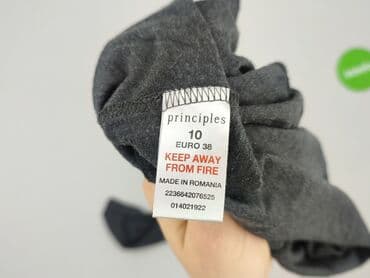 principles
10
EURO 38
KEEP AWAY
FROM FIRE
MADE IN ROMANIA
2236642076525
014021922